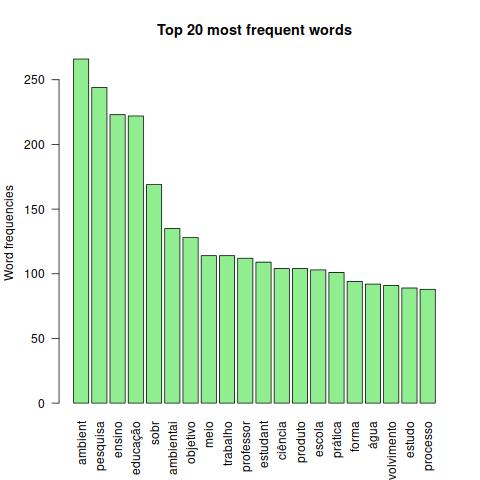 Top 20 most frequent words
Word frequencies
250
200
150
100
50
0
ambient
pesquisa
ensino
educação
sobr
ambientai
objetivo
meio
trabalho
professor
estudant
ciência
produto
escola
prática
forma
água
volvimento
estudo
processo